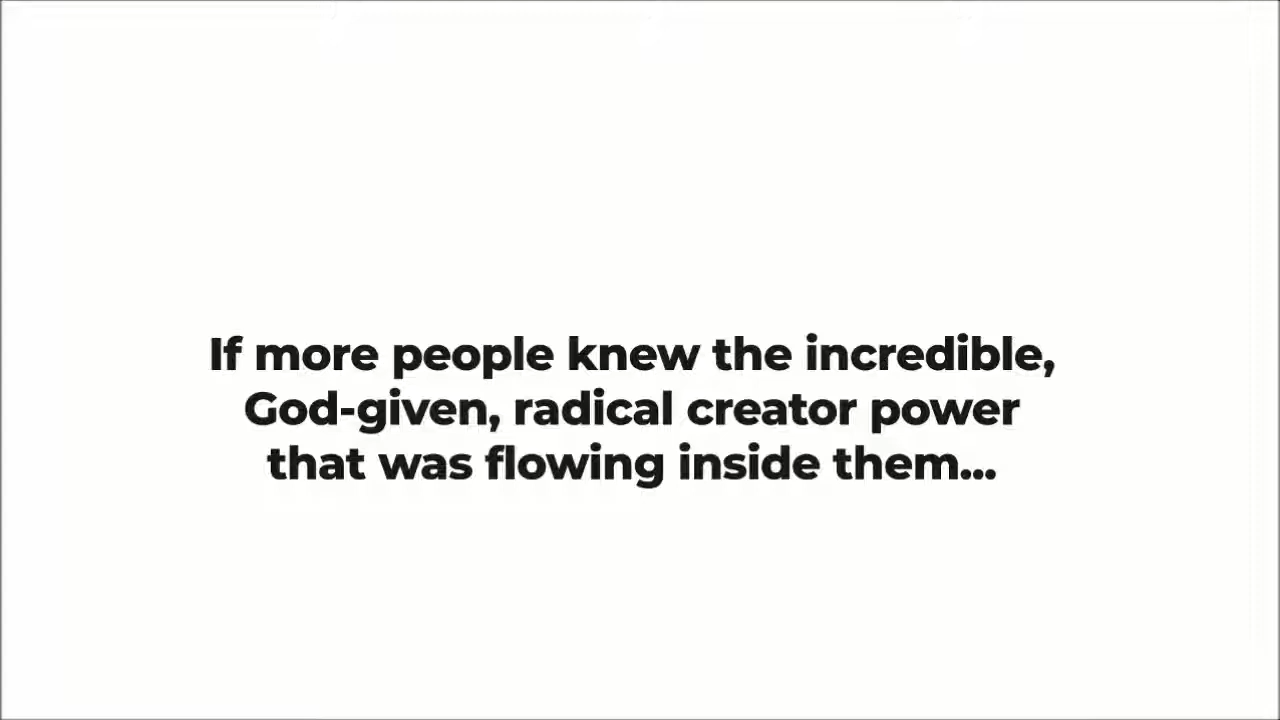 If more people knew the incredible,
God-given, radical creator power
that was flowing inside them...